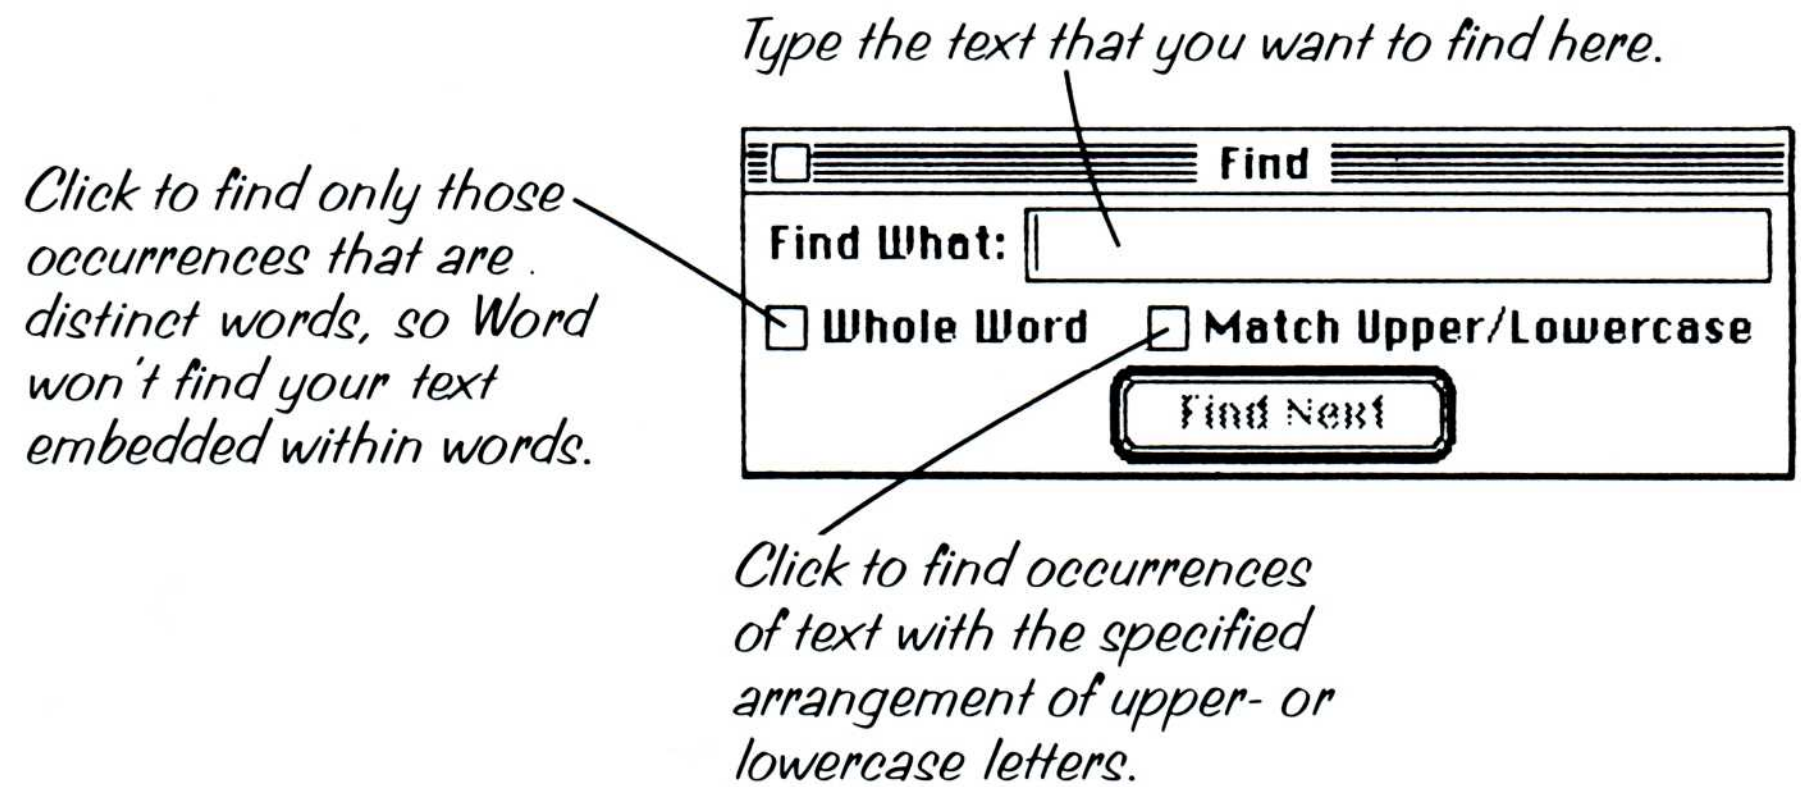 Type the text that you want to find here.
Click to find only those
occurrences that are
distinct words, so Word
won't find your text
embedded within words.
Find
Find What:
Whole Word
Match Upper/Lowercase
Find Next
Click to find occurrences
of text with the specified
arrangement of upper- or
lowercase letters.